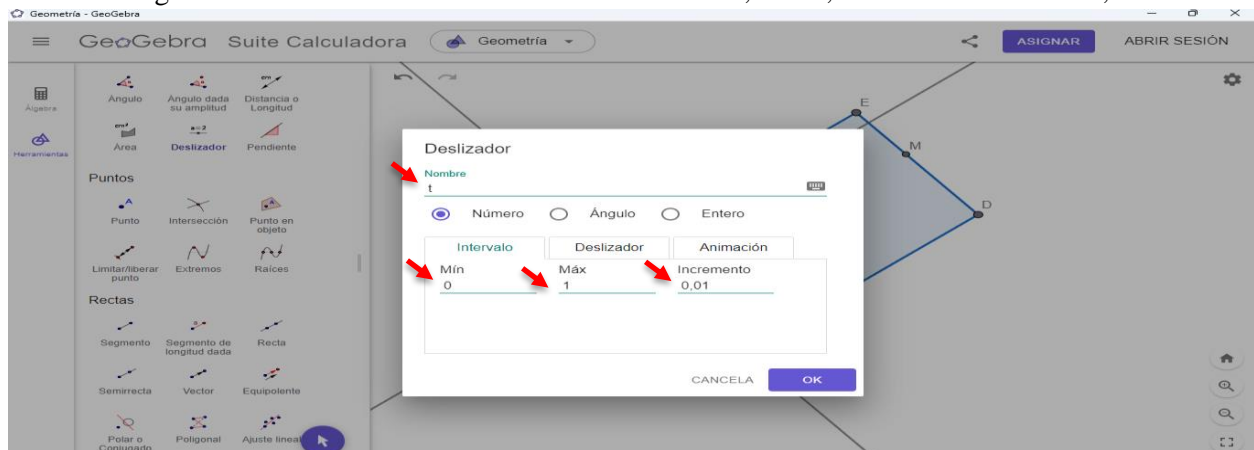 Geometría - GeoGebra
GeoGebra Suite Calculadora
Geometría
ASIGNAR
ABRIR SESIÓN
Álgebra
Herramientas
Ángulo
Ángulo dada su amplitud
Distancia o Longitud
Área
a=2
Deslizador
Pendiente
Puntos
A
Punto
Intersección
Punto en objeto
Limitar/liberar punto
Extremos
Raíces
Rectas
Segmento
Segmento de longitud dada
Recta
Semirrecta
Vector
Equipolente
Polar o Conjugado
Poligonal
Ajuste lineal
E
M
D
Deslizador
Nombre
t
Número Ángulo Entero
Intervalo Deslizador Animación
Mín Máx Incremento
0 1 0,01
CANCELA OK